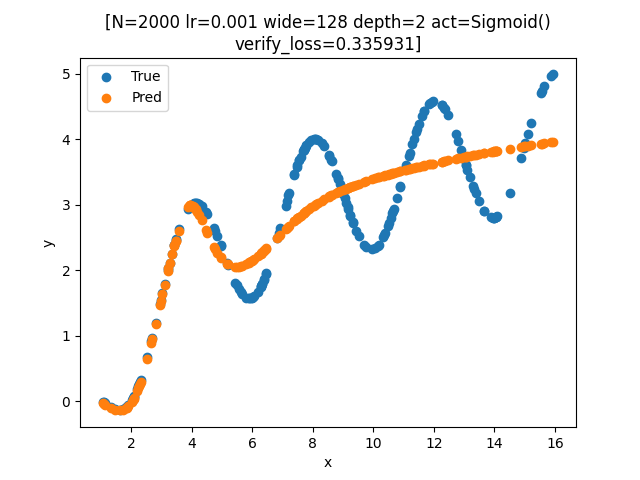 [N=2000 lr=0.001 wide=128 depth=2 act=Sigmoid()
verify_loss=0.335931]
True
Pred
5
4
3
2
1
0
y
2 4 6 8 10 12 14 16
x